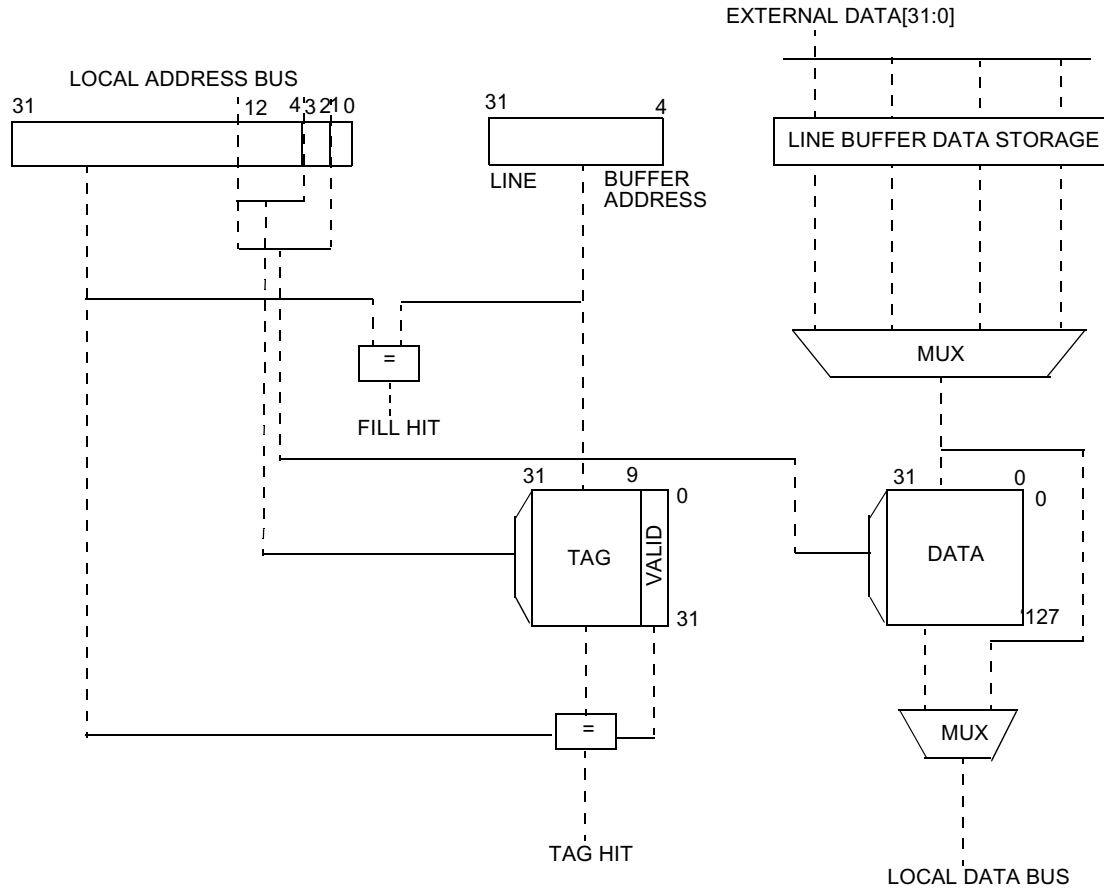 EXTERNAL DATA[31:0]
LOCAL ADDRESS BUS
31 12 4 3 2 1 0
31 4
LINE BUFFER DATA STORAGE
LINE BUFFER
ADDRESS
MUX
=
FILL HIT
31 9 0
31 0
0
TAG
VALID
DATA
31
127
=
MUX
TAG HIT
LOCAL DATA BUS